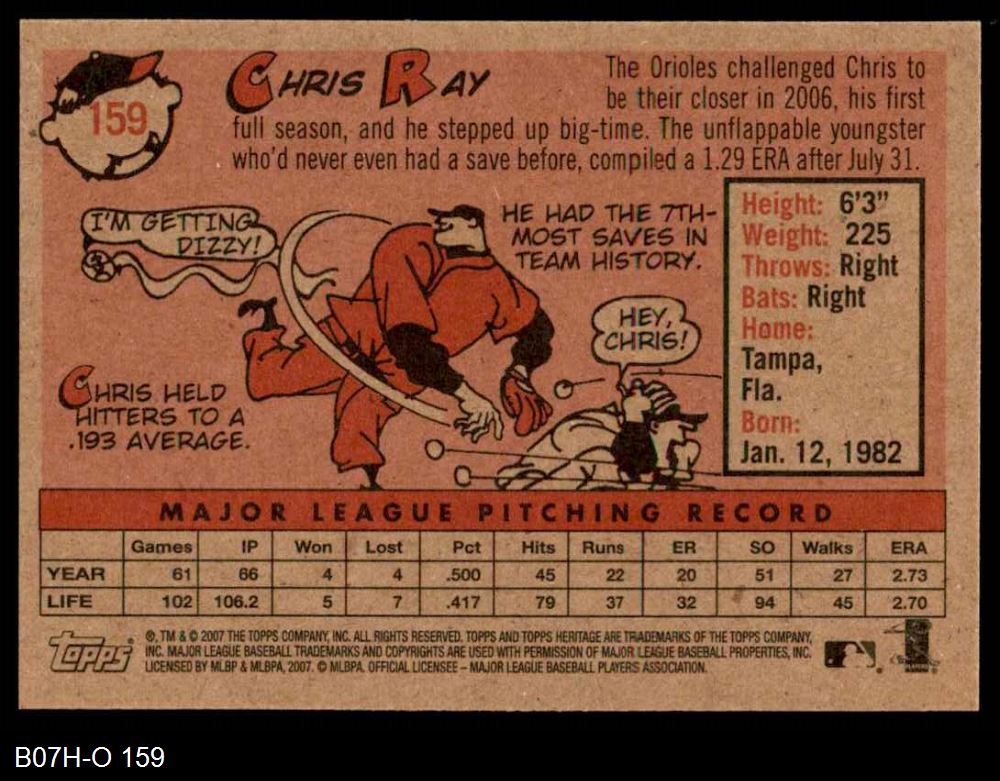 159
CHRIS RAY
The Orioles challenged Chris to
be their closer in 2006, his first
full season, and he stepped up big-time. The unflappable youngster
who'd never even had a save before, compiled a 1.29 ERA after July 31.
I'M GETTING
DIZZY!
HE HAD THE 7TH-
MOST SAVES IN
TEAM HISTORY.
HEY,
CHRIS!
CHRIS HELD
HITTERS TO A
.193 AVERAGE.
Height: 6'3"
Weight: 225
Throws: Right
Bats: Right
Home:
Tampa,
Fla.
Born:
Jan. 12, 1982
MAJOR LEAGUE PITCHING RECORD
Games IP Won Lost Pct Hits Runs ER SO Walks ERA
YEAR 61 66 4 4 .500 45 22 20 51 27 2.73
LIFE 102 106.2 5 7 .417 79 37 32 94 45 2.70
Topps
®, TM & © 2007 THE TOPPS COMPANY, INC. ALL RIGHTS RESERVED. TOPPS AND TOPPS HERITAGE ARE TRADEMARKS OF THE TOPPS COMPANY,
INC. MAJOR LEAGUE BASEBALL TRADEMARKS AND COPYRIGHTS ARE USED WITH PERMISSION OF MAJOR LEAGUE BASEBALL PROPERTIES, INC.
LICENSED BY MLBP & MLBPA, 2007. © MLBPA. OFFICIAL LICENSEE – MAJOR LEAGUE BASEBALL PLAYERS ASSOCIATION.
B07H-O 159